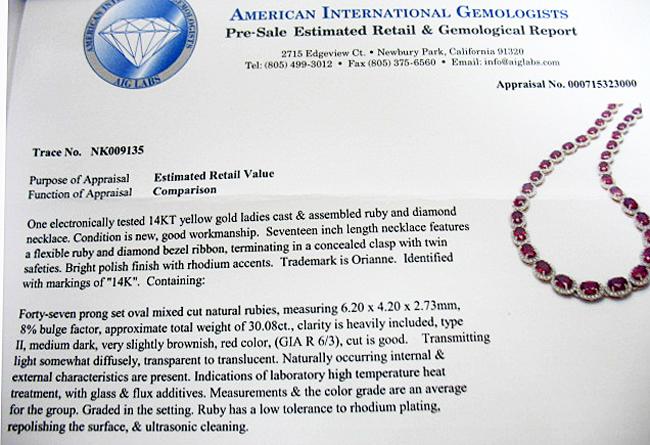 AMERICAN INTERNATIONAL GEMOLOGISTS
Pre-Sale Estimated Retail & Gemological Report
2715 Edgeview Ct. • Newbury Park, California 91320
Tel: (805) 499-3012 • Fax (805) 375-6560 • Email: info@aiglabs.com
AMERICAN INTERNATIONAL GEMOLOGISTS
AIG LABS
Appraisal No. 000715323000
Trace No. NK009135
Purpose of Appraisal Estimated Retail Value
Function of Appraisal Comparison
One electronically tested 14KT yellow gold ladies cast & assembled ruby and diamond
necklace. Condition is new, good workmanship. Seventeen inch length necklace features
a flexible ruby and diamond bezel ribbon, terminating in a concealed clasp with twin
safeties. Bright polish finish with rhodium accents. Trademark is Orianne. Identified
with markings of "14K". Containing:
Forty-seven prong set oval mixed cut natural rubies, measuring 6.20 x 4.20 x 2.73mm,
8% bulge factor, approximate total weight of 30.08ct., clarity is heavily included, type
II, medium dark, very slightly brownish, red color, (GIA R 6/3), cut is good. Transmitting
light somewhat diffusely, transparent to translucent. Naturally occurring internal &
external characteristics are present. Indications of laboratory high temperature heat
treatment, with glass & flux additives. Measurements & the color grade are an average
for the group. Graded in the setting. Ruby has a low tolerance to rhodium plating,
repolishing the surface, & ultrasonic cleaning.